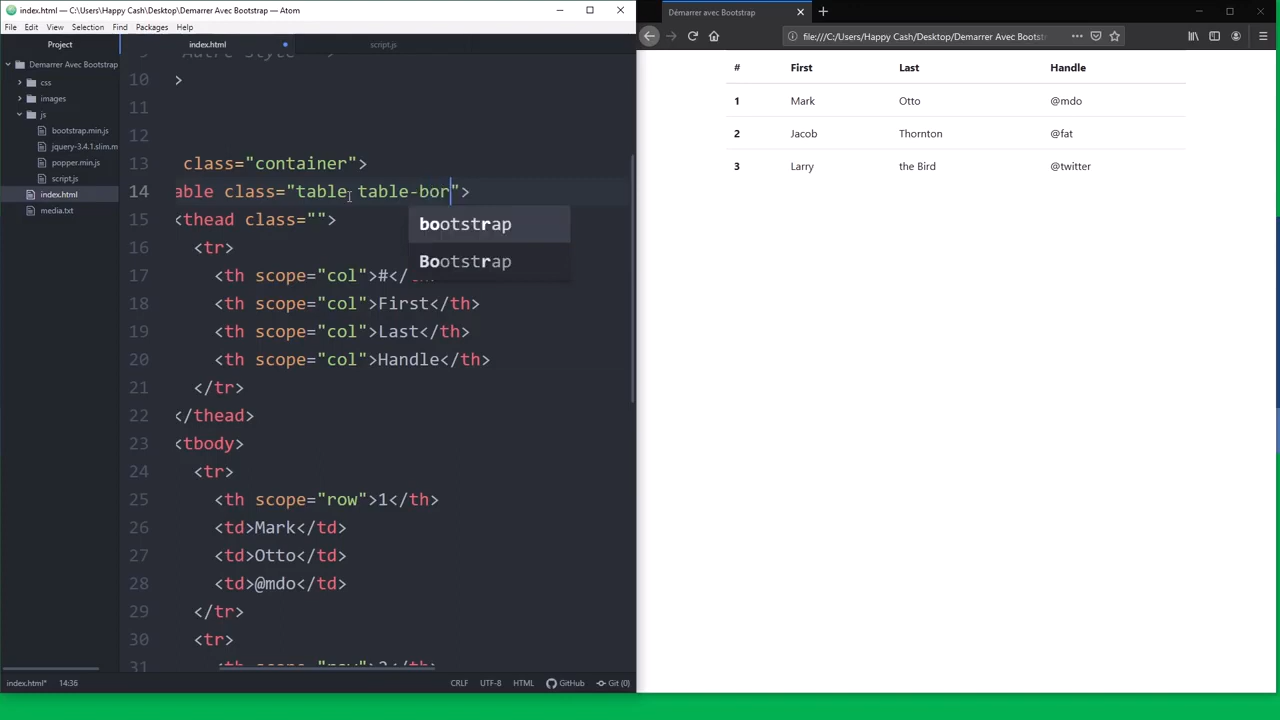 index.html — C:\Users\Happy Cash\Desktop\Demarrer Avec Bootstrap — Atom
File Edit View Selection Find Packages Help
Project
Demarrer Avec Bootstrap
css
images
js
bootstrap.min.js
jquery-3.4.1.slim.m
popper.min.js
script.js
index.html
media.txt
index.html
script.js
10 >
11
12
13 class="container">
14 able class="table table-bor">
15 <thead class="">
16 <tr>
17 <th scope="col">#</th>
18 <th scope="col">First</th>
19 <th scope="col">Last</th>
20 <th scope="col">Handle</th>
21 </tr>
22 </thead>
23 <tbody>
24 <tr>
25 <th scope="row">1</th>
26 <td>Mark</td>
27 <td>Otto</td>
28 <td>@mdo</td>
29 </tr>
30 <tr>
31
bootstrap
Bootstrap
index.html* 14:36
CRLF UTF-8 HTML GitHub Git (0)
Démarrer avec Bootstrap
file:///C:/Users/Happy Cash/Desktop/Demarrer Avec Bootstr
# First Last Handle
1 Mark Otto @mdo
2 Jacob Thornton @fat
3 Larry the Bird @twitter